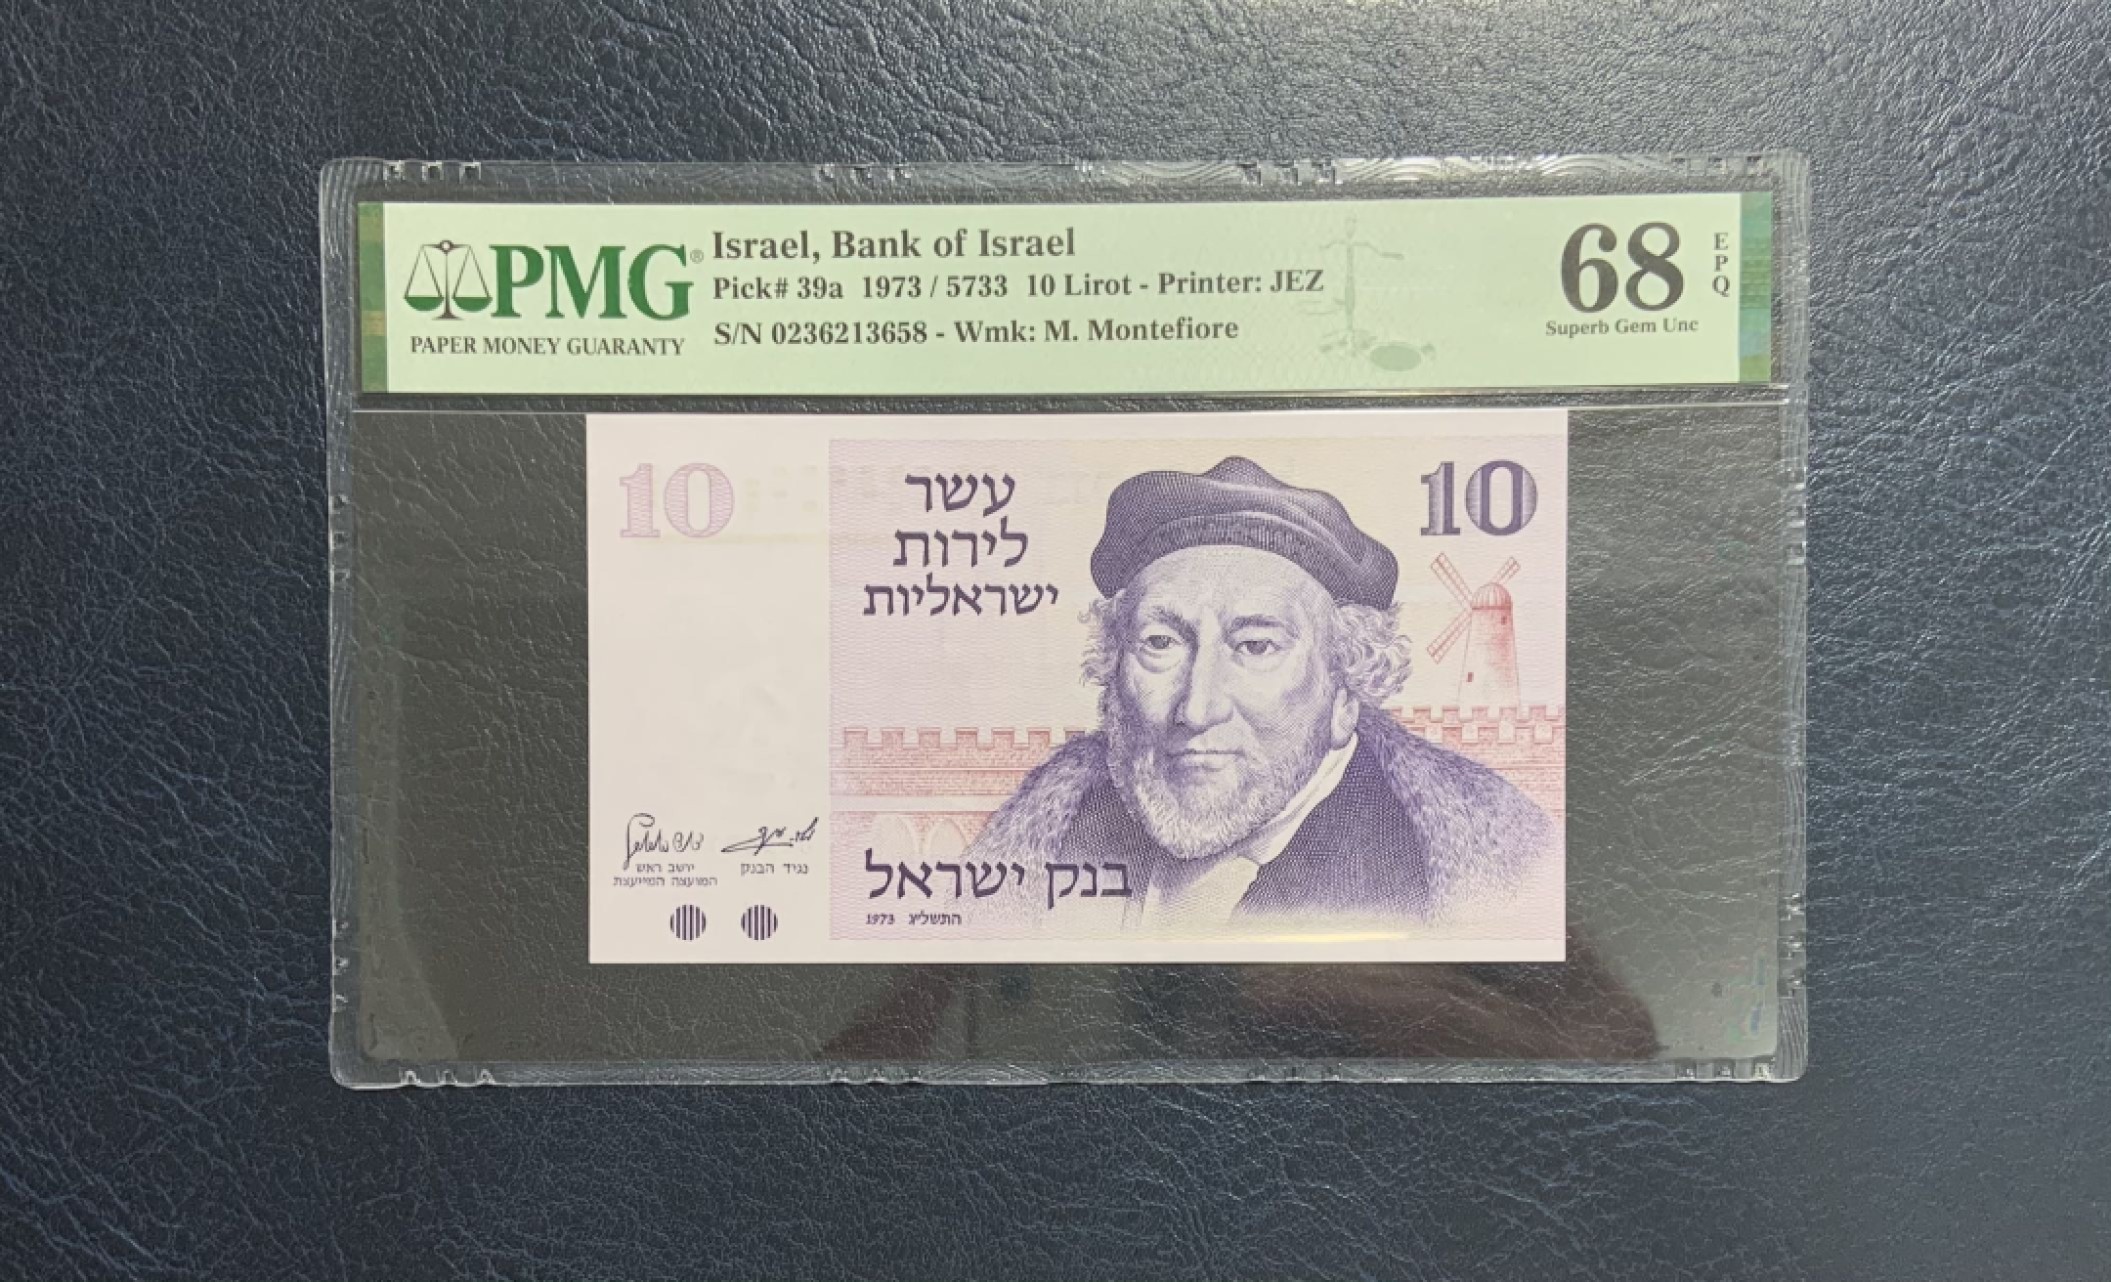 PMG®
PAPER MONEY GUARANTY
Israel, Bank of Israel
Pick# 39a 1973 / 5733 10 Lirot - Printer: JEZ
S/N 0236213658 - Wmk: M. Montefiore
68
EPQ
Superb Gem Unc
10
10
עשר
לירות
ישראליות
נגיד הבנק
יושב ראש
המועצה המייעצת
בנק ישראל
התשל"ג 1973